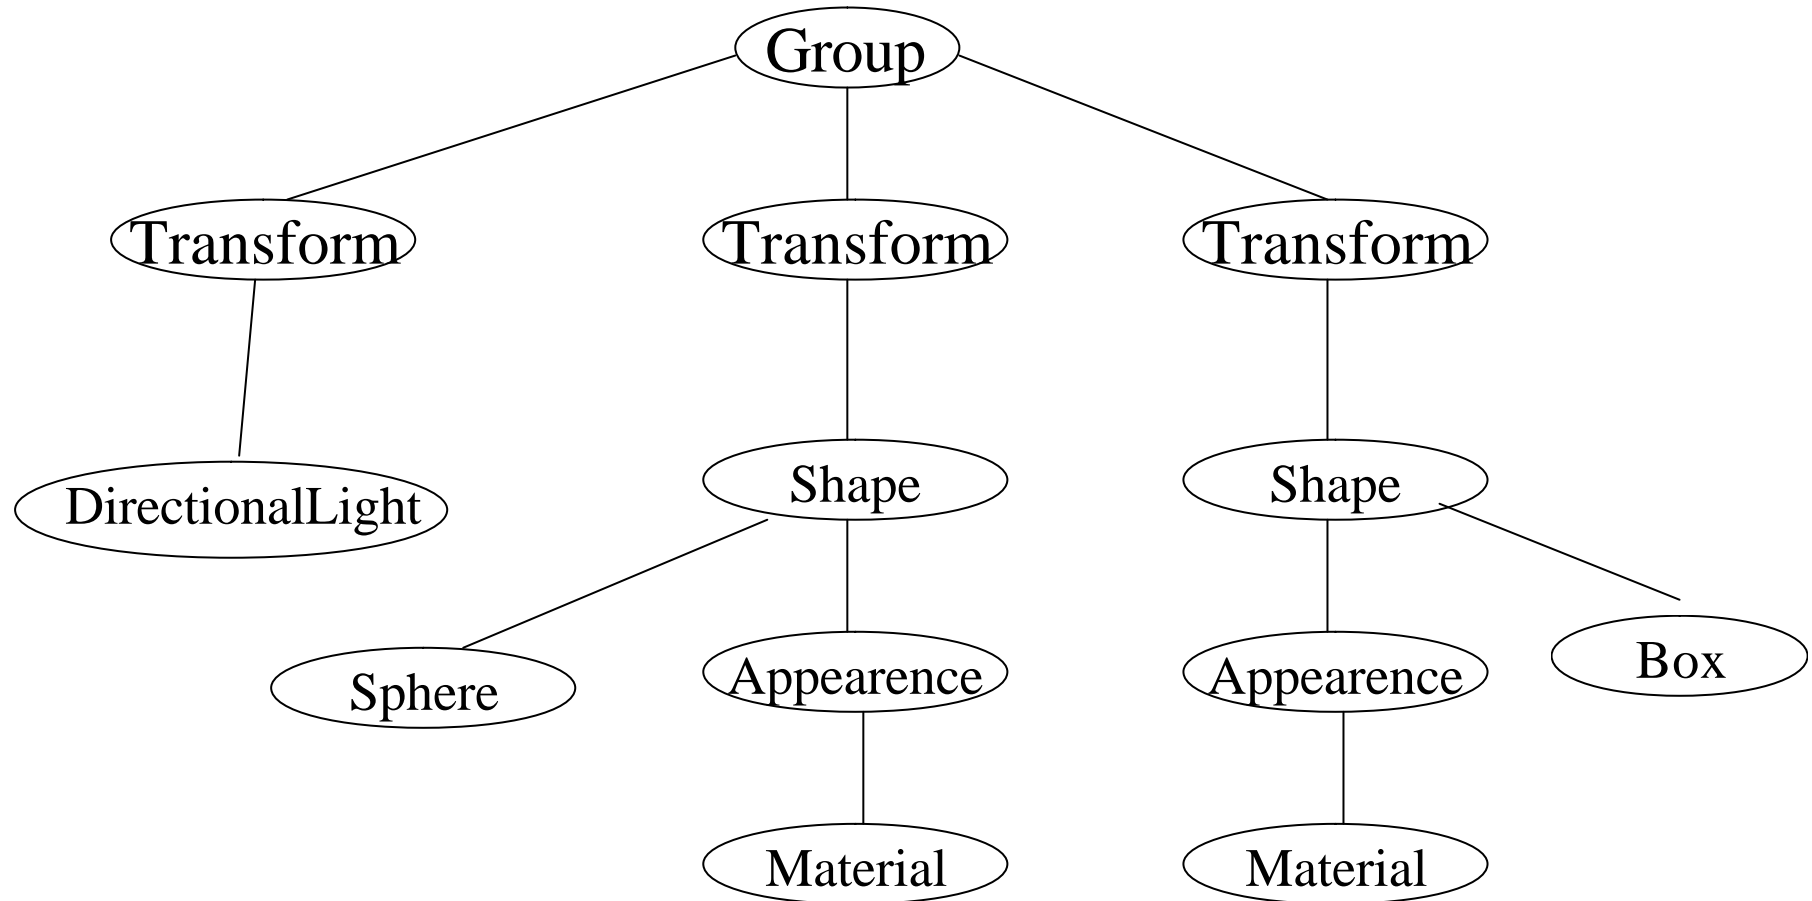 Group
Transform
Transform
Transform
DirectionalLight
Shape
Shape
Sphere
Appearence
Appearence
Box
Material
Material